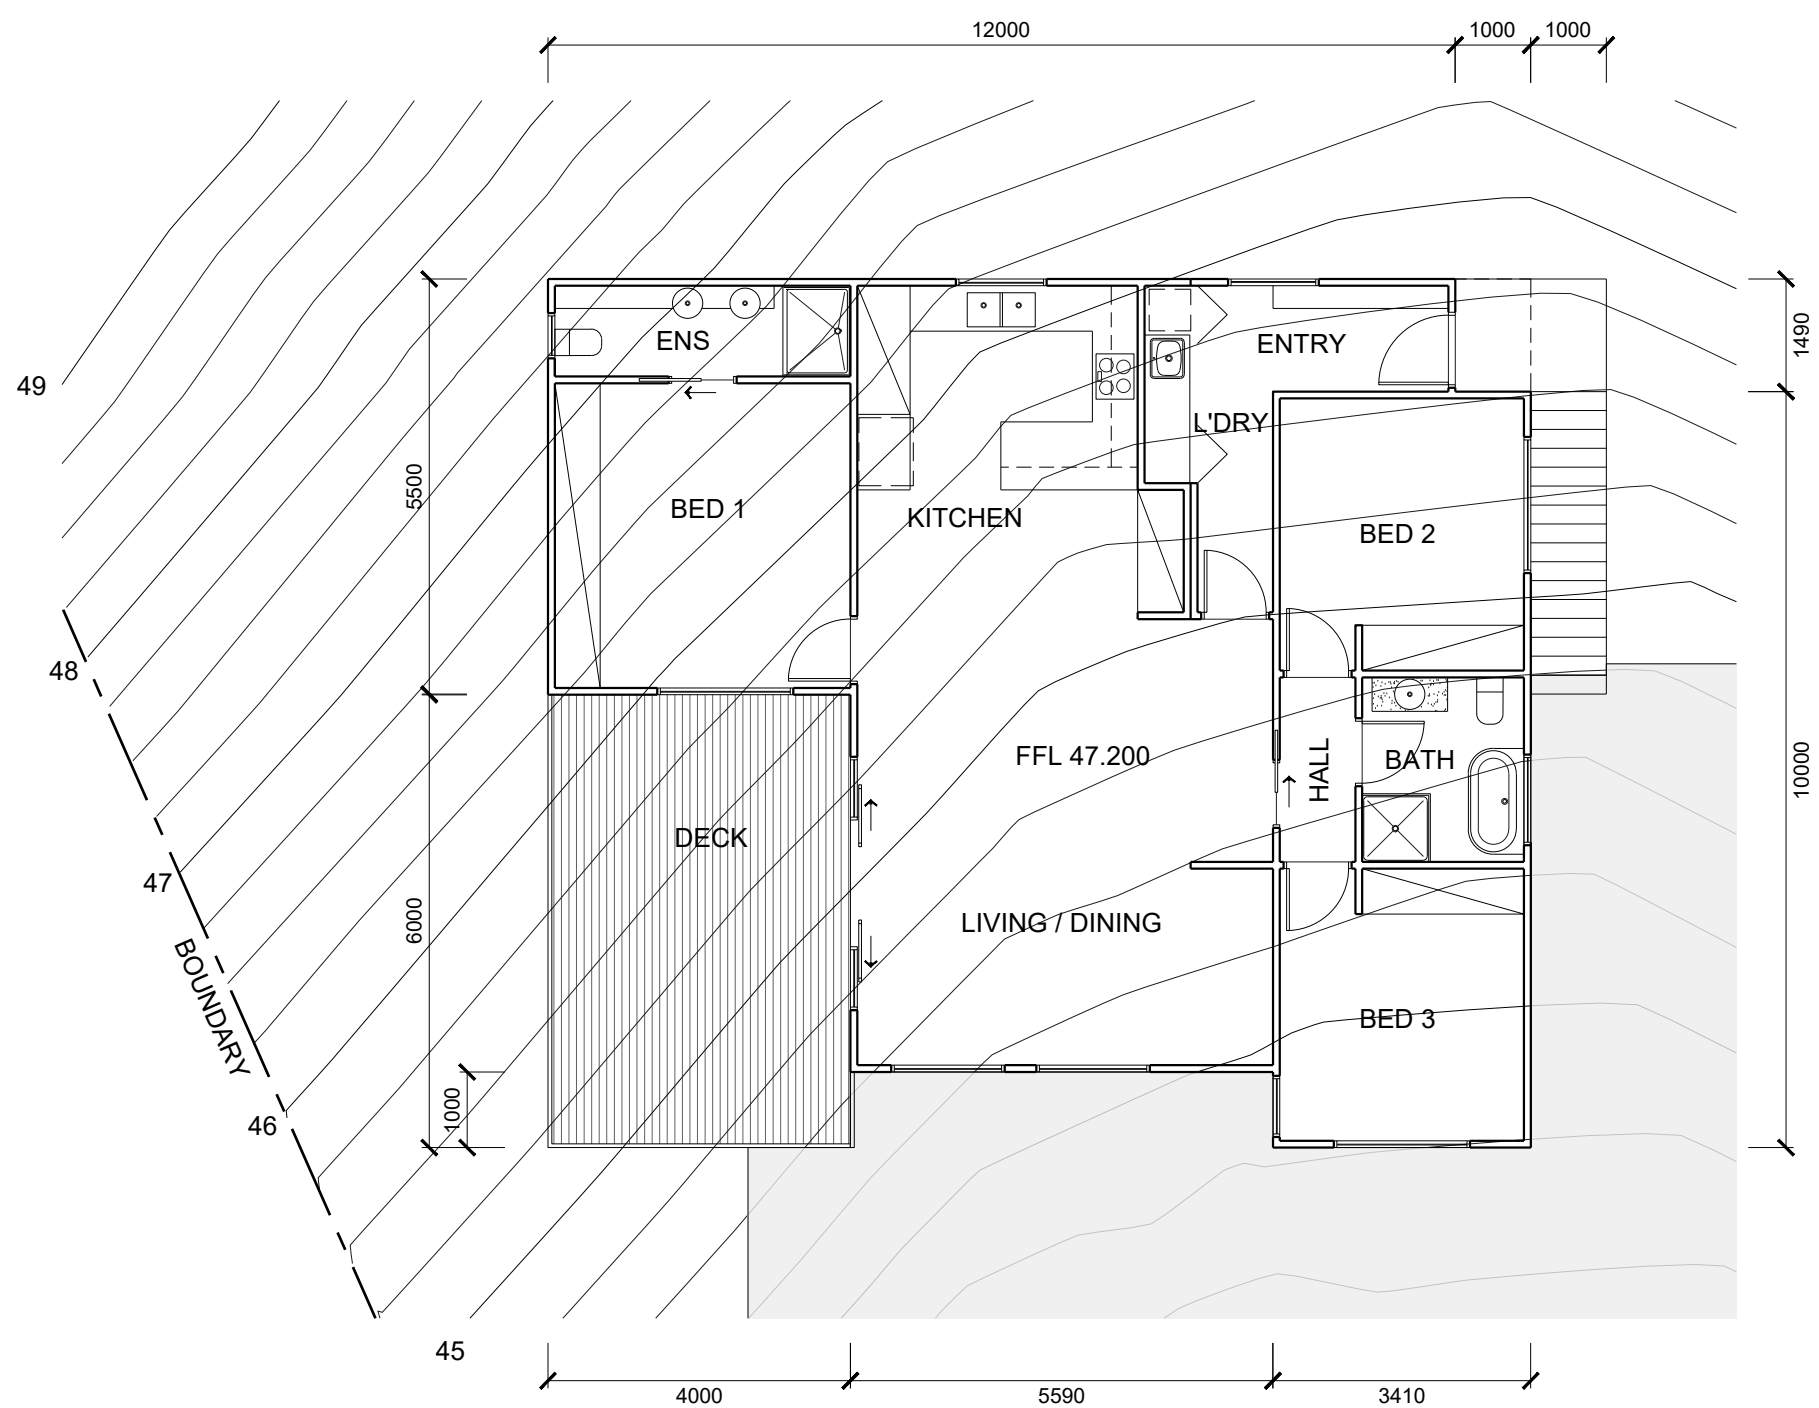 12000
1000
1000
ENS
ENTRY
1490
49
L'DRY
5500
BED 1
KITCHEN
BED 2
48
FFL 47.200
HALL
BATH
10000
DECK
47
6000
LIVING / DINING
BOUNDARY
BED 3
1000
46
45
4000
5590
3410